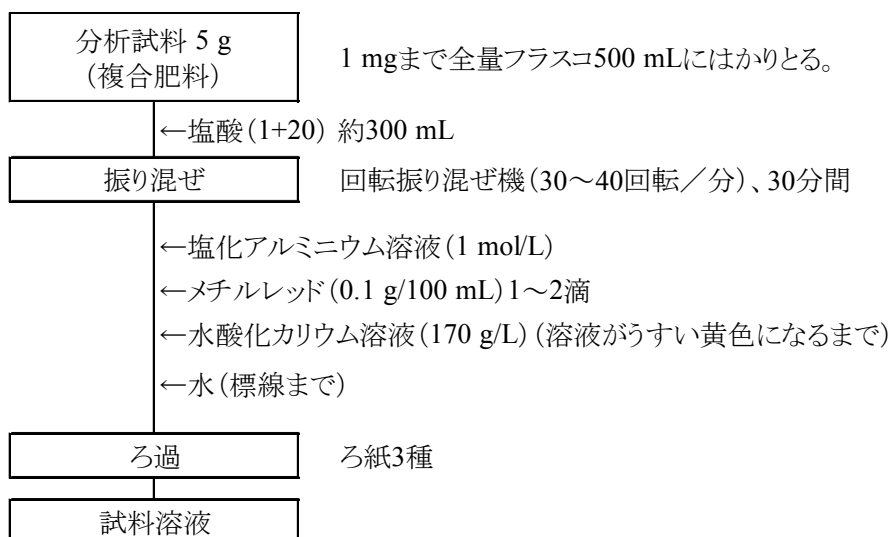 分析試料 5 g
(複合肥料)
1 mgまで全量フラスコ500 mLにはかりとる。
←塩酸(1+20) 約300 mL
振り混ぜ
回転振り混ぜ機(30~40回転/分)、30分間
←塩化アルミニウム溶液(1 mol/L)
←メチルレッド(0.1 g/100 mL)1~2滴
←水酸化カリウム溶液(170 g/L)(溶液がうすい黄色になるまで)
←水(標線まで)
ろ過
ろ紙3種
試料溶液